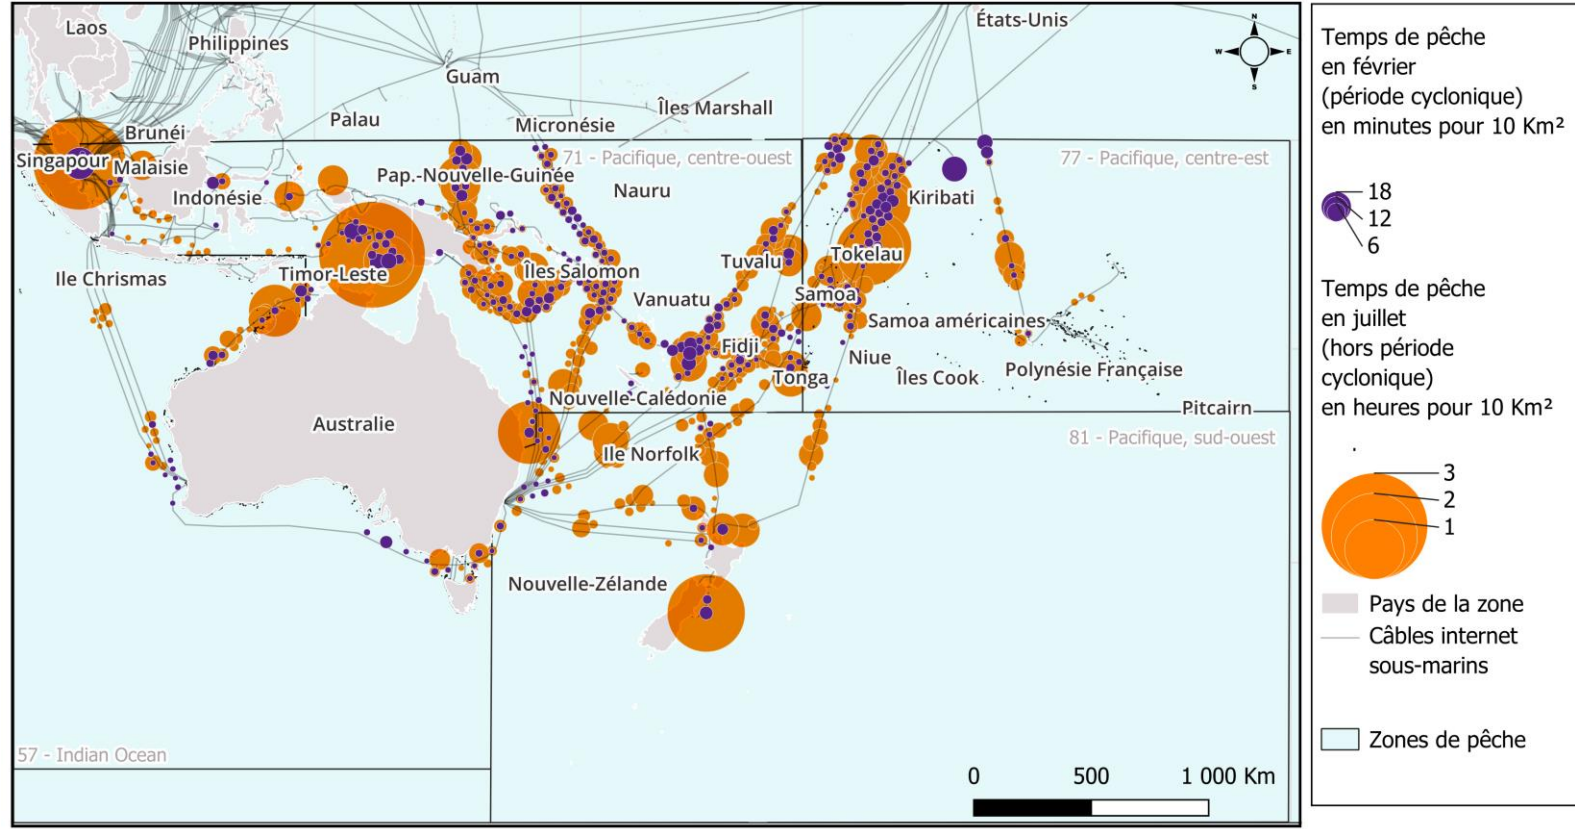 Laos
Philippines
États-Unis
N
W
E
S
Guam
Îles Marshall
Palau
Micronésie
Brunéi
Singapour
Malaisie
71 - Pacifique, centre-ouest
77 - Pacifique, centre-est
Pap.-Nouvelle-Guinée
Nauru
Indonésie
Kiribati
Ile Chrismas
Timor-Leste
Îles Salomon
Tuvalu
Tokelau
Vanuatu
Samoa
Samoa américaines
Fidji
Niue
Tonga
Îles Cook
Polynésie Française
Nouvelle-Calédonie
Pitcairn
Australie
81 - Pacifique, sud-ouest
Ile Norfolk
Nouvelle-Zélande
57 - Indian Ocean
0 500 1 000 Km
Temps de pêche
en février
(période cyclonique)
en minutes pour 10 Km²
18
12
6
Temps de pêche
en juillet
(hors période
cyclonique)
en heures pour 10 Km²
3
2
1
Pays de la zone
Câbles internet
sous-marins
Zones de pêche